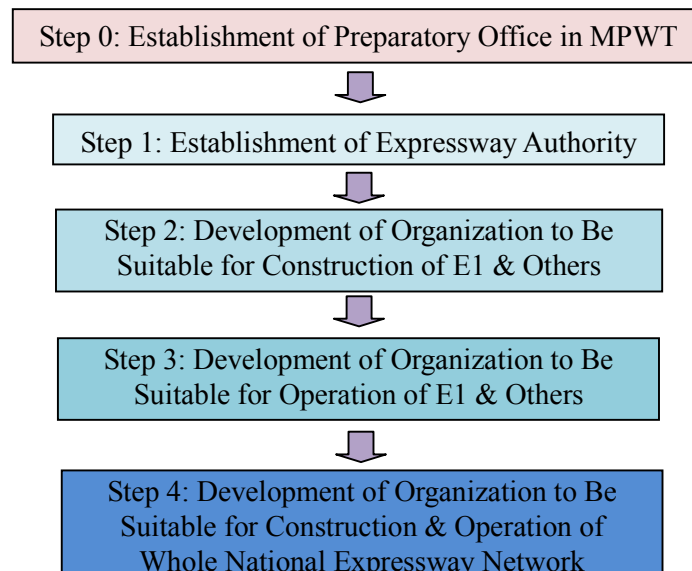 Step 0: Establishment of Preparatory Office in MPWT
Step 1: Establishment of Expressway Authority
Step 2: Development of Organization to Be
Suitable for Construction of E1 & Others
Step 3: Development of Organization to Be
Suitable for Operation of E1 & Others
Step 4: Development of Organization to Be
Suitable for Construction & Operation of
Whole National Expressway Network